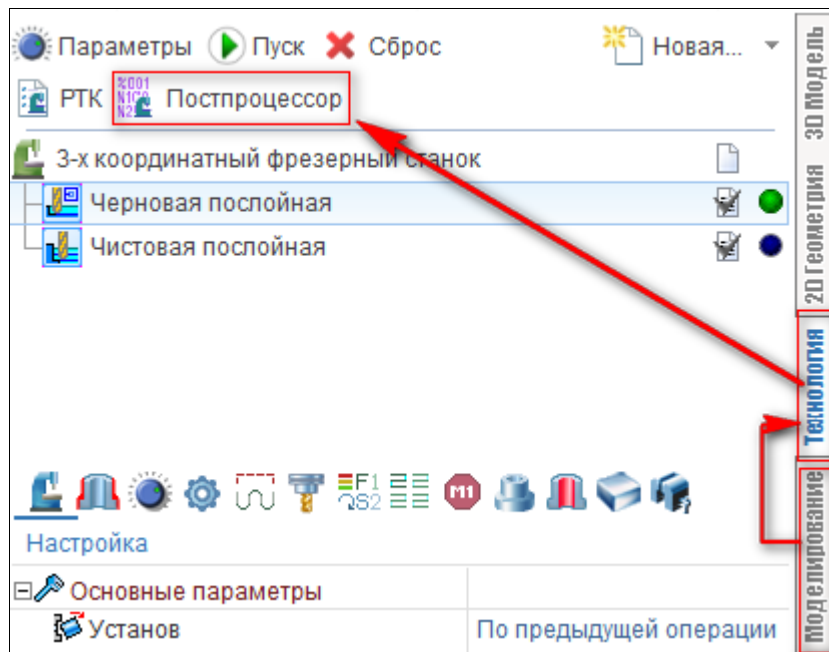 Параметры Пуск Сброс Новая...
РТК Постпроцессор
3-х координатный фрезерный станок
Черновая послойная
Чистовая послойная
Настройка
Основные параметры
Установ По предыдущей операции
3D Модель
2D Геометрия
Технология
Моделирование